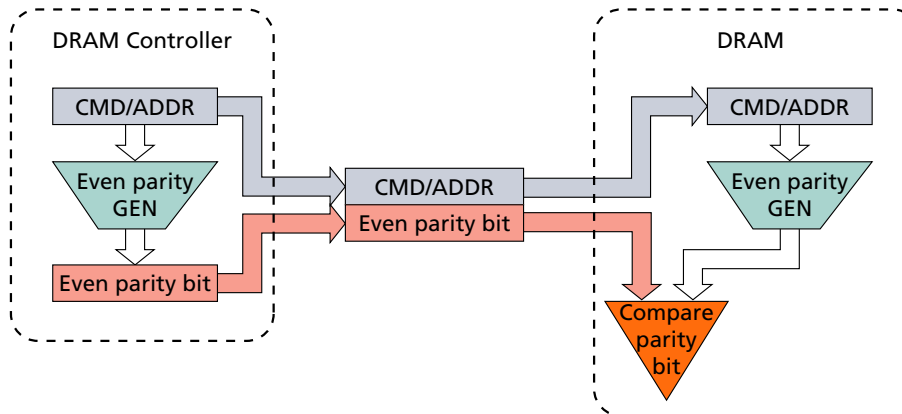 DRAM Controller
CMD/ADDR
Even parity
GEN
Even parity bit
CMD/ADDR
Even parity bit
DRAM
CMD/ADDR
Even parity
GEN
Compare
parity
bit